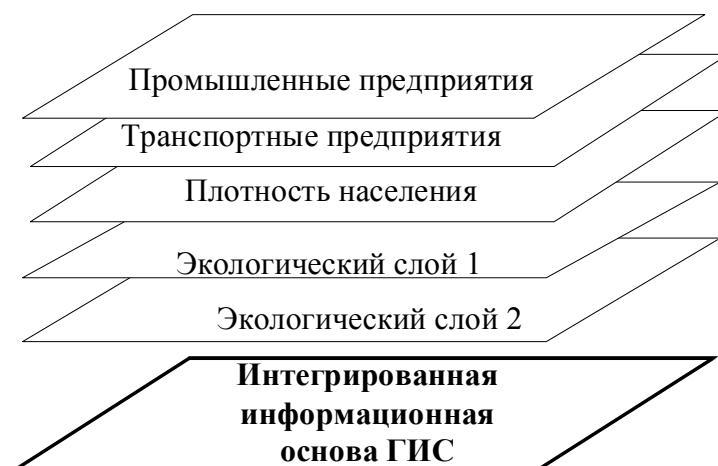 Промышленные предприятия
Транспортные предприятия
Плотность населения
Экологический слой 1
Экологический слой 2
Интегрированная
информационная
основа ГИС